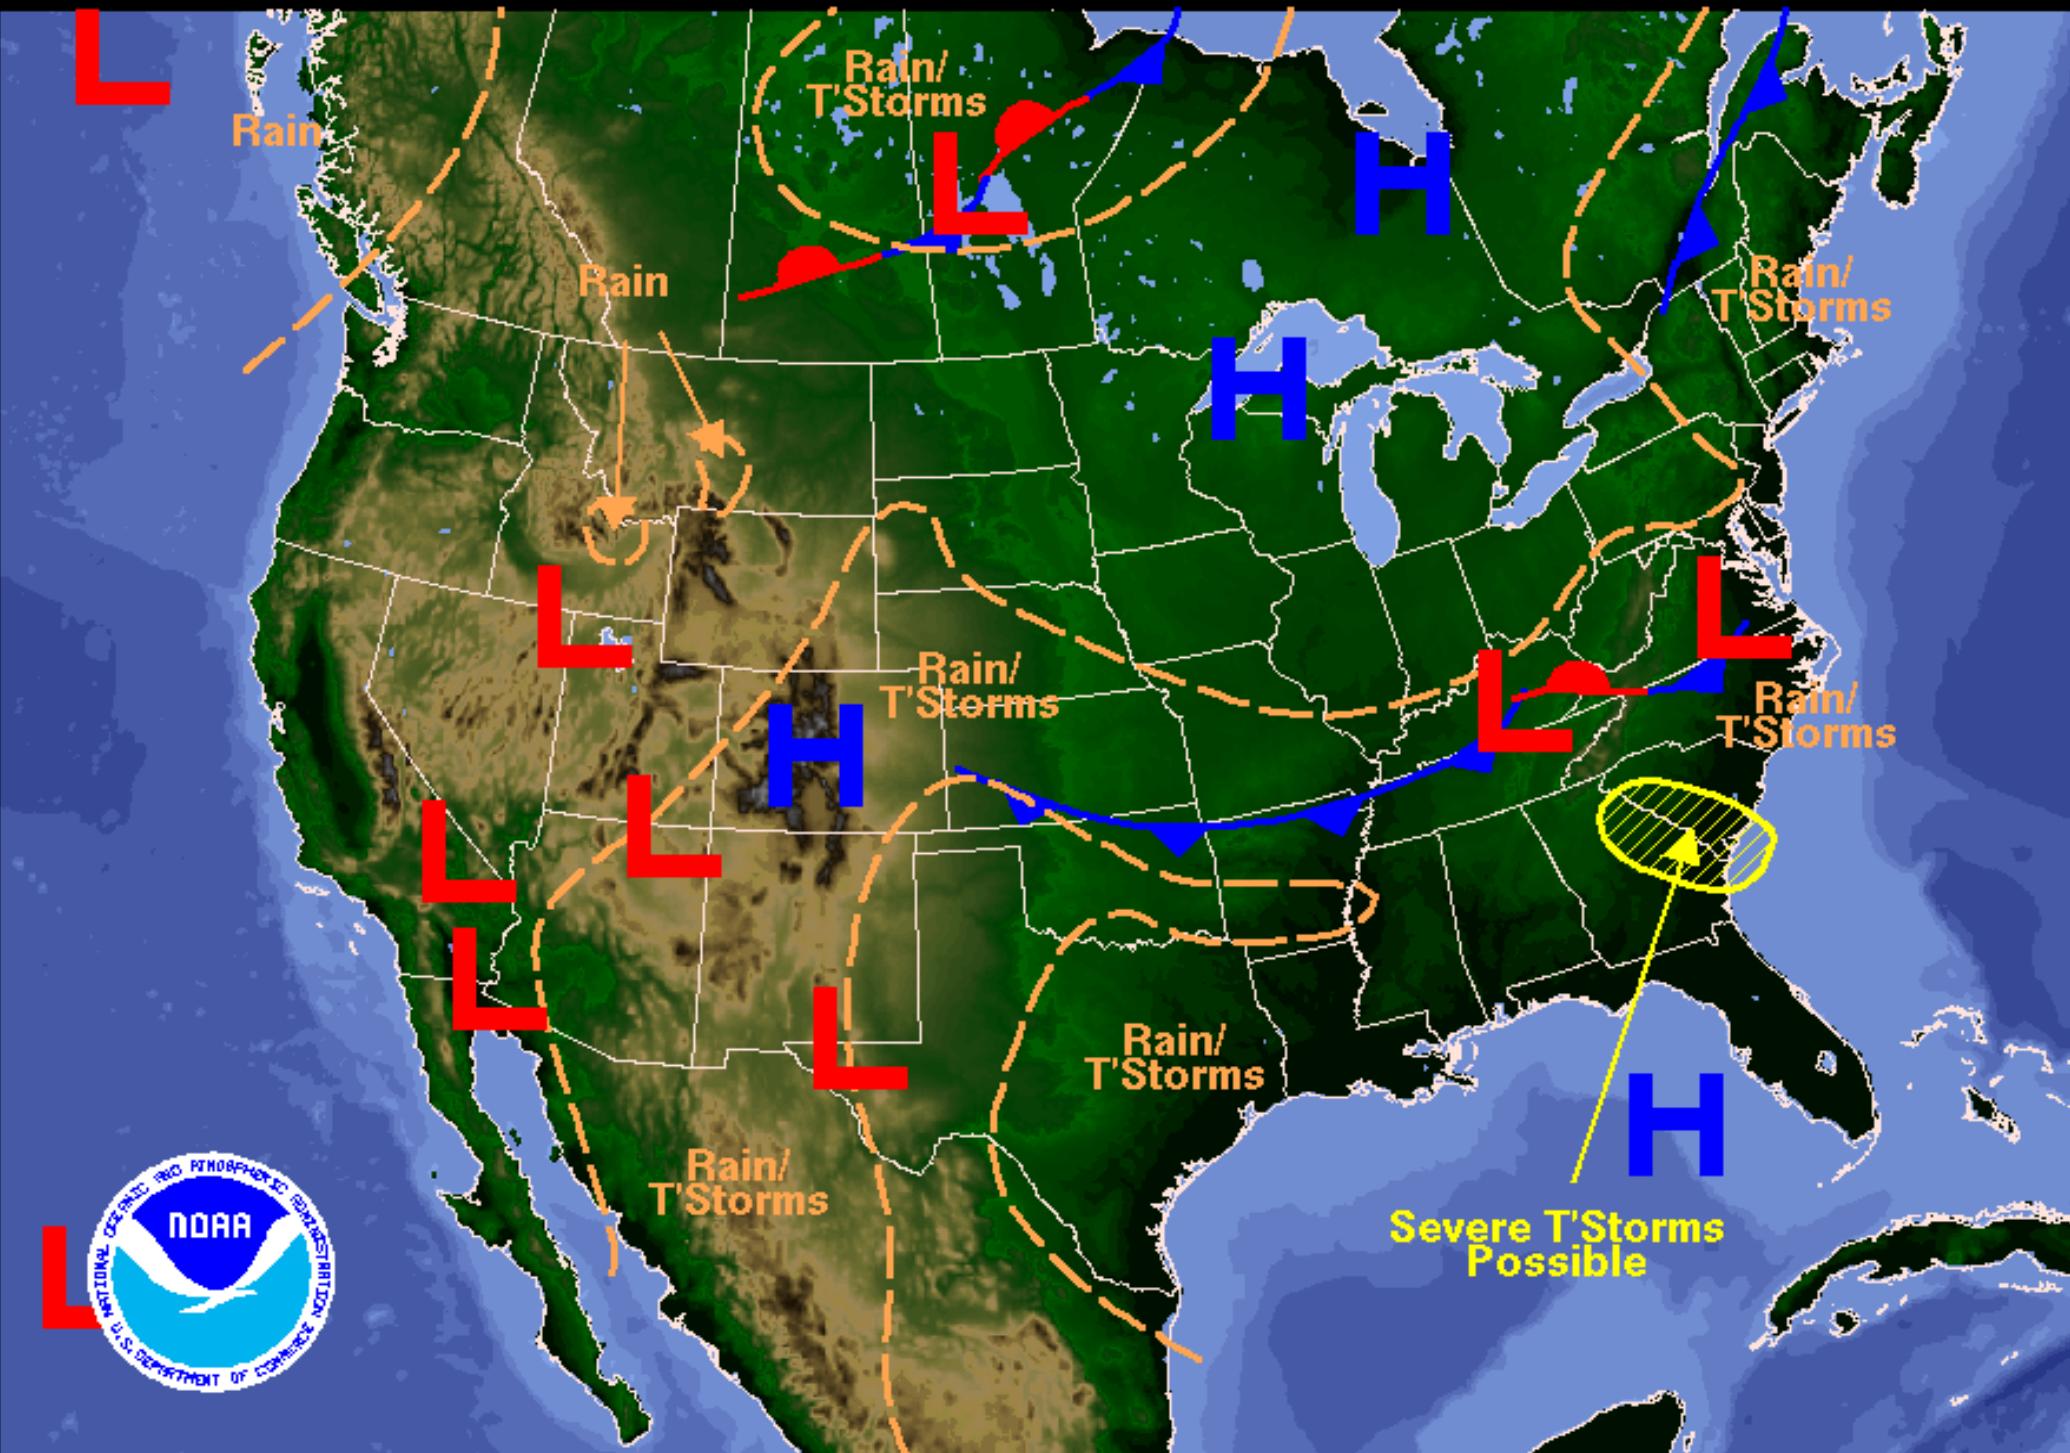 L
Rain/
T'Storms
Rain
L
H
Rain
Rain/
T'Storms
H
L
L
Rain/
T'Storms
L
Rain/
T'Storms
H
L
L
L
L
Rain/
T'Storms
H
Rain/
T'Storms
Severe T'Storms
Possible
L
NATIONAL OCEANIC AND ATMOSPHERIC ADMINISTRATION
NOAA
U.S. DEPARTMENT OF COMMERCE